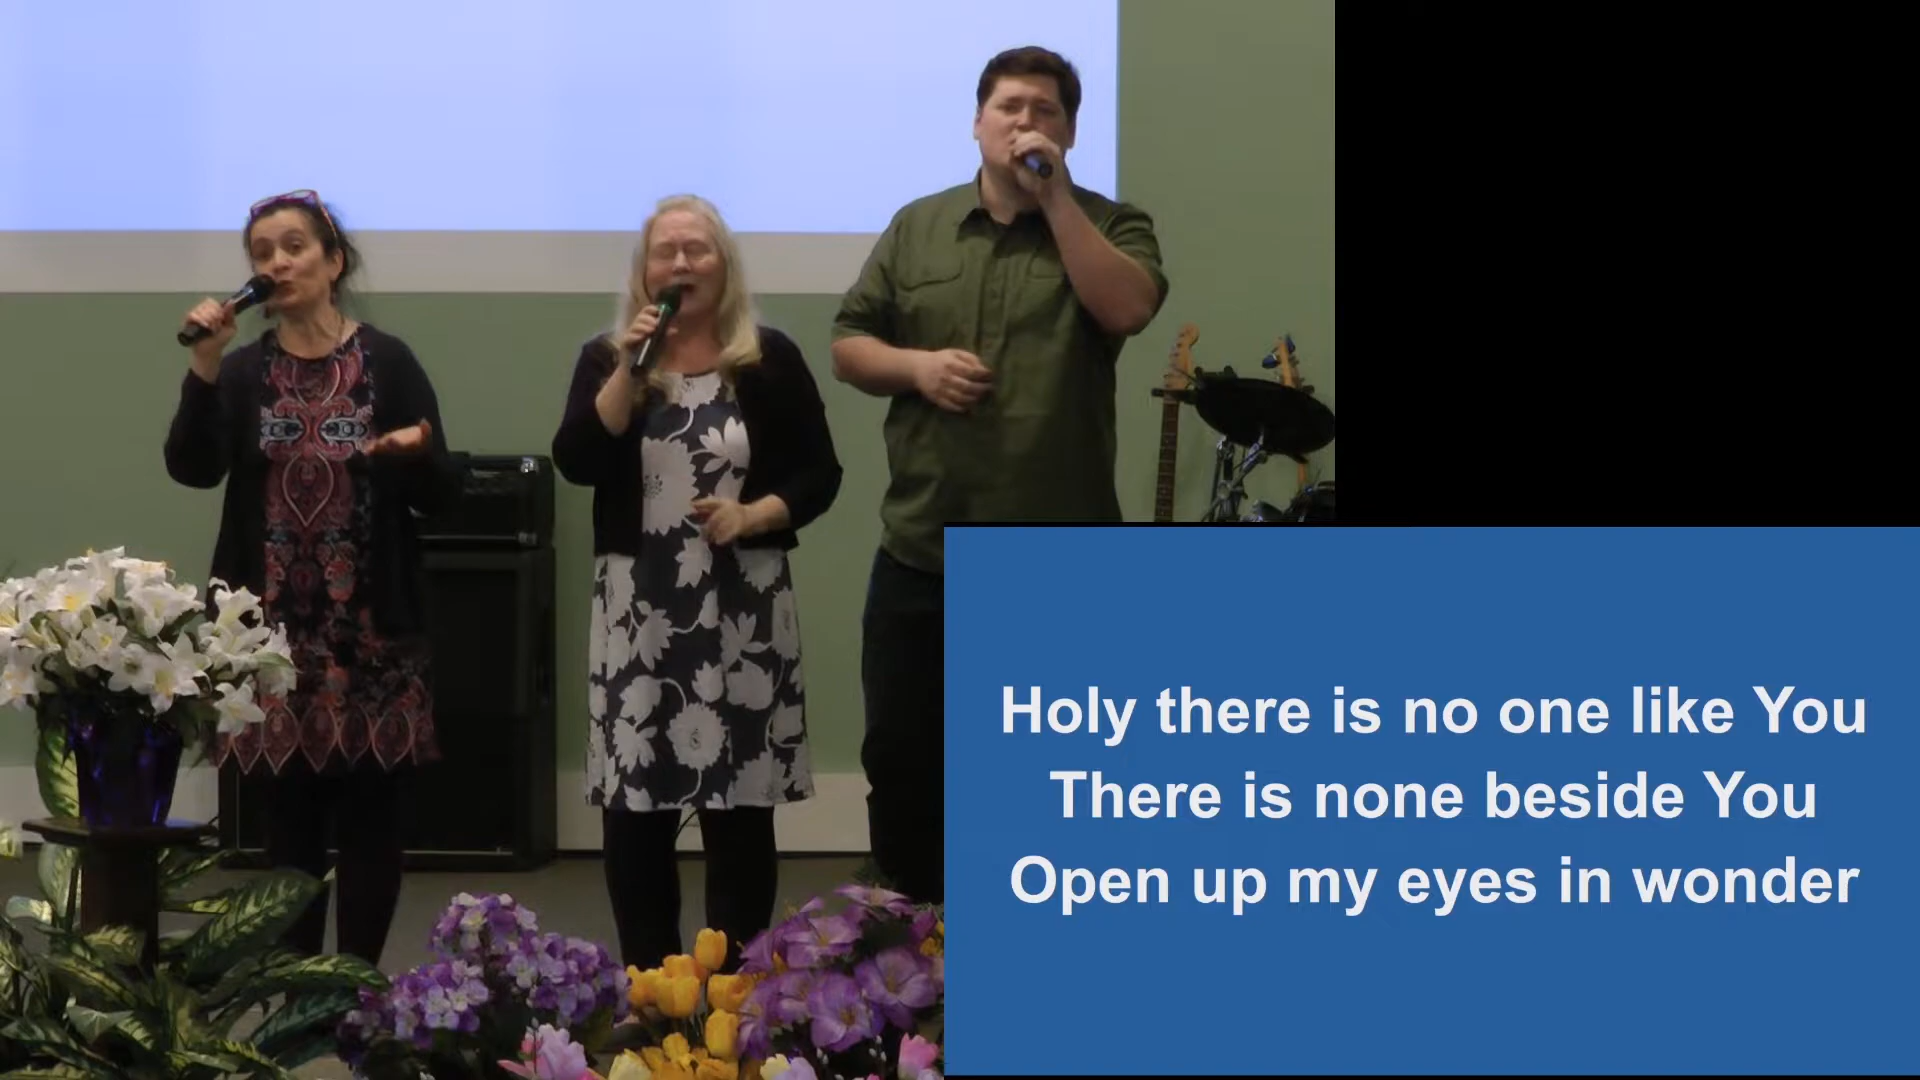 Holy there is no one like You
There is none beside You
Open up my eyes in wonder